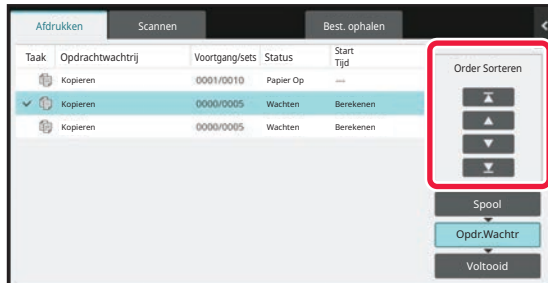 Afdrukken Scannen Best. ophalen
Taak Opdrachtwachtrij Voortgang/sets Status Start Tijd
Kopieren 0001/0010 Papier Op —
Kopieren 0000/0005 Wachten Berekenen
Kopieren 0000/0005 Wachten Berekenen
Order Sorteren
Spool
Opdr.Wachtr
Voltooid